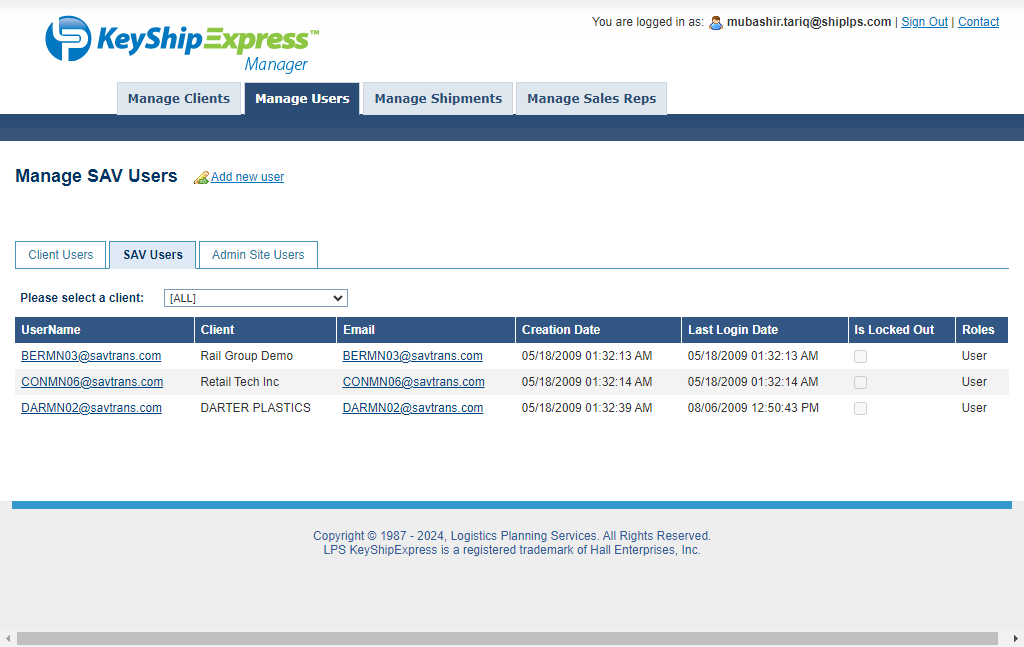 KeyShipExpress™
Manager
You are logged in as: mubashir.tariq@shiplps.com | Sign Out | Contact
Manage Clients Manage Users Manage Shipments Manage Sales Reps
Manage SAV Users Add new user
Client Users SAV Users Admin Site Users
Please select a client: [ALL]
UserName Client Email Creation Date Last Login Date Is Locked Out Roles
BERMN03@savtrans.com Rail Group Demo BERMN03@savtrans.com 05/18/2009 01:32:13 AM 05/18/2009 01:32:13 AM User
CONMN06@savtrans.com Retail Tech Inc CONMN06@savtrans.com 05/18/2009 01:32:14 AM 05/18/2009 01:32:14 AM User
DARMN02@savtrans.com DARTER PLASTICS DARMN02@savtrans.com 05/18/2009 01:32:39 AM 08/06/2009 12:50:43 PM User
Copyright © 1987 - 2024, Logistics Planning Services. All Rights Reserved.
LPS KeyShipExpress is a registered trademark of Hall Enterprises, Inc.